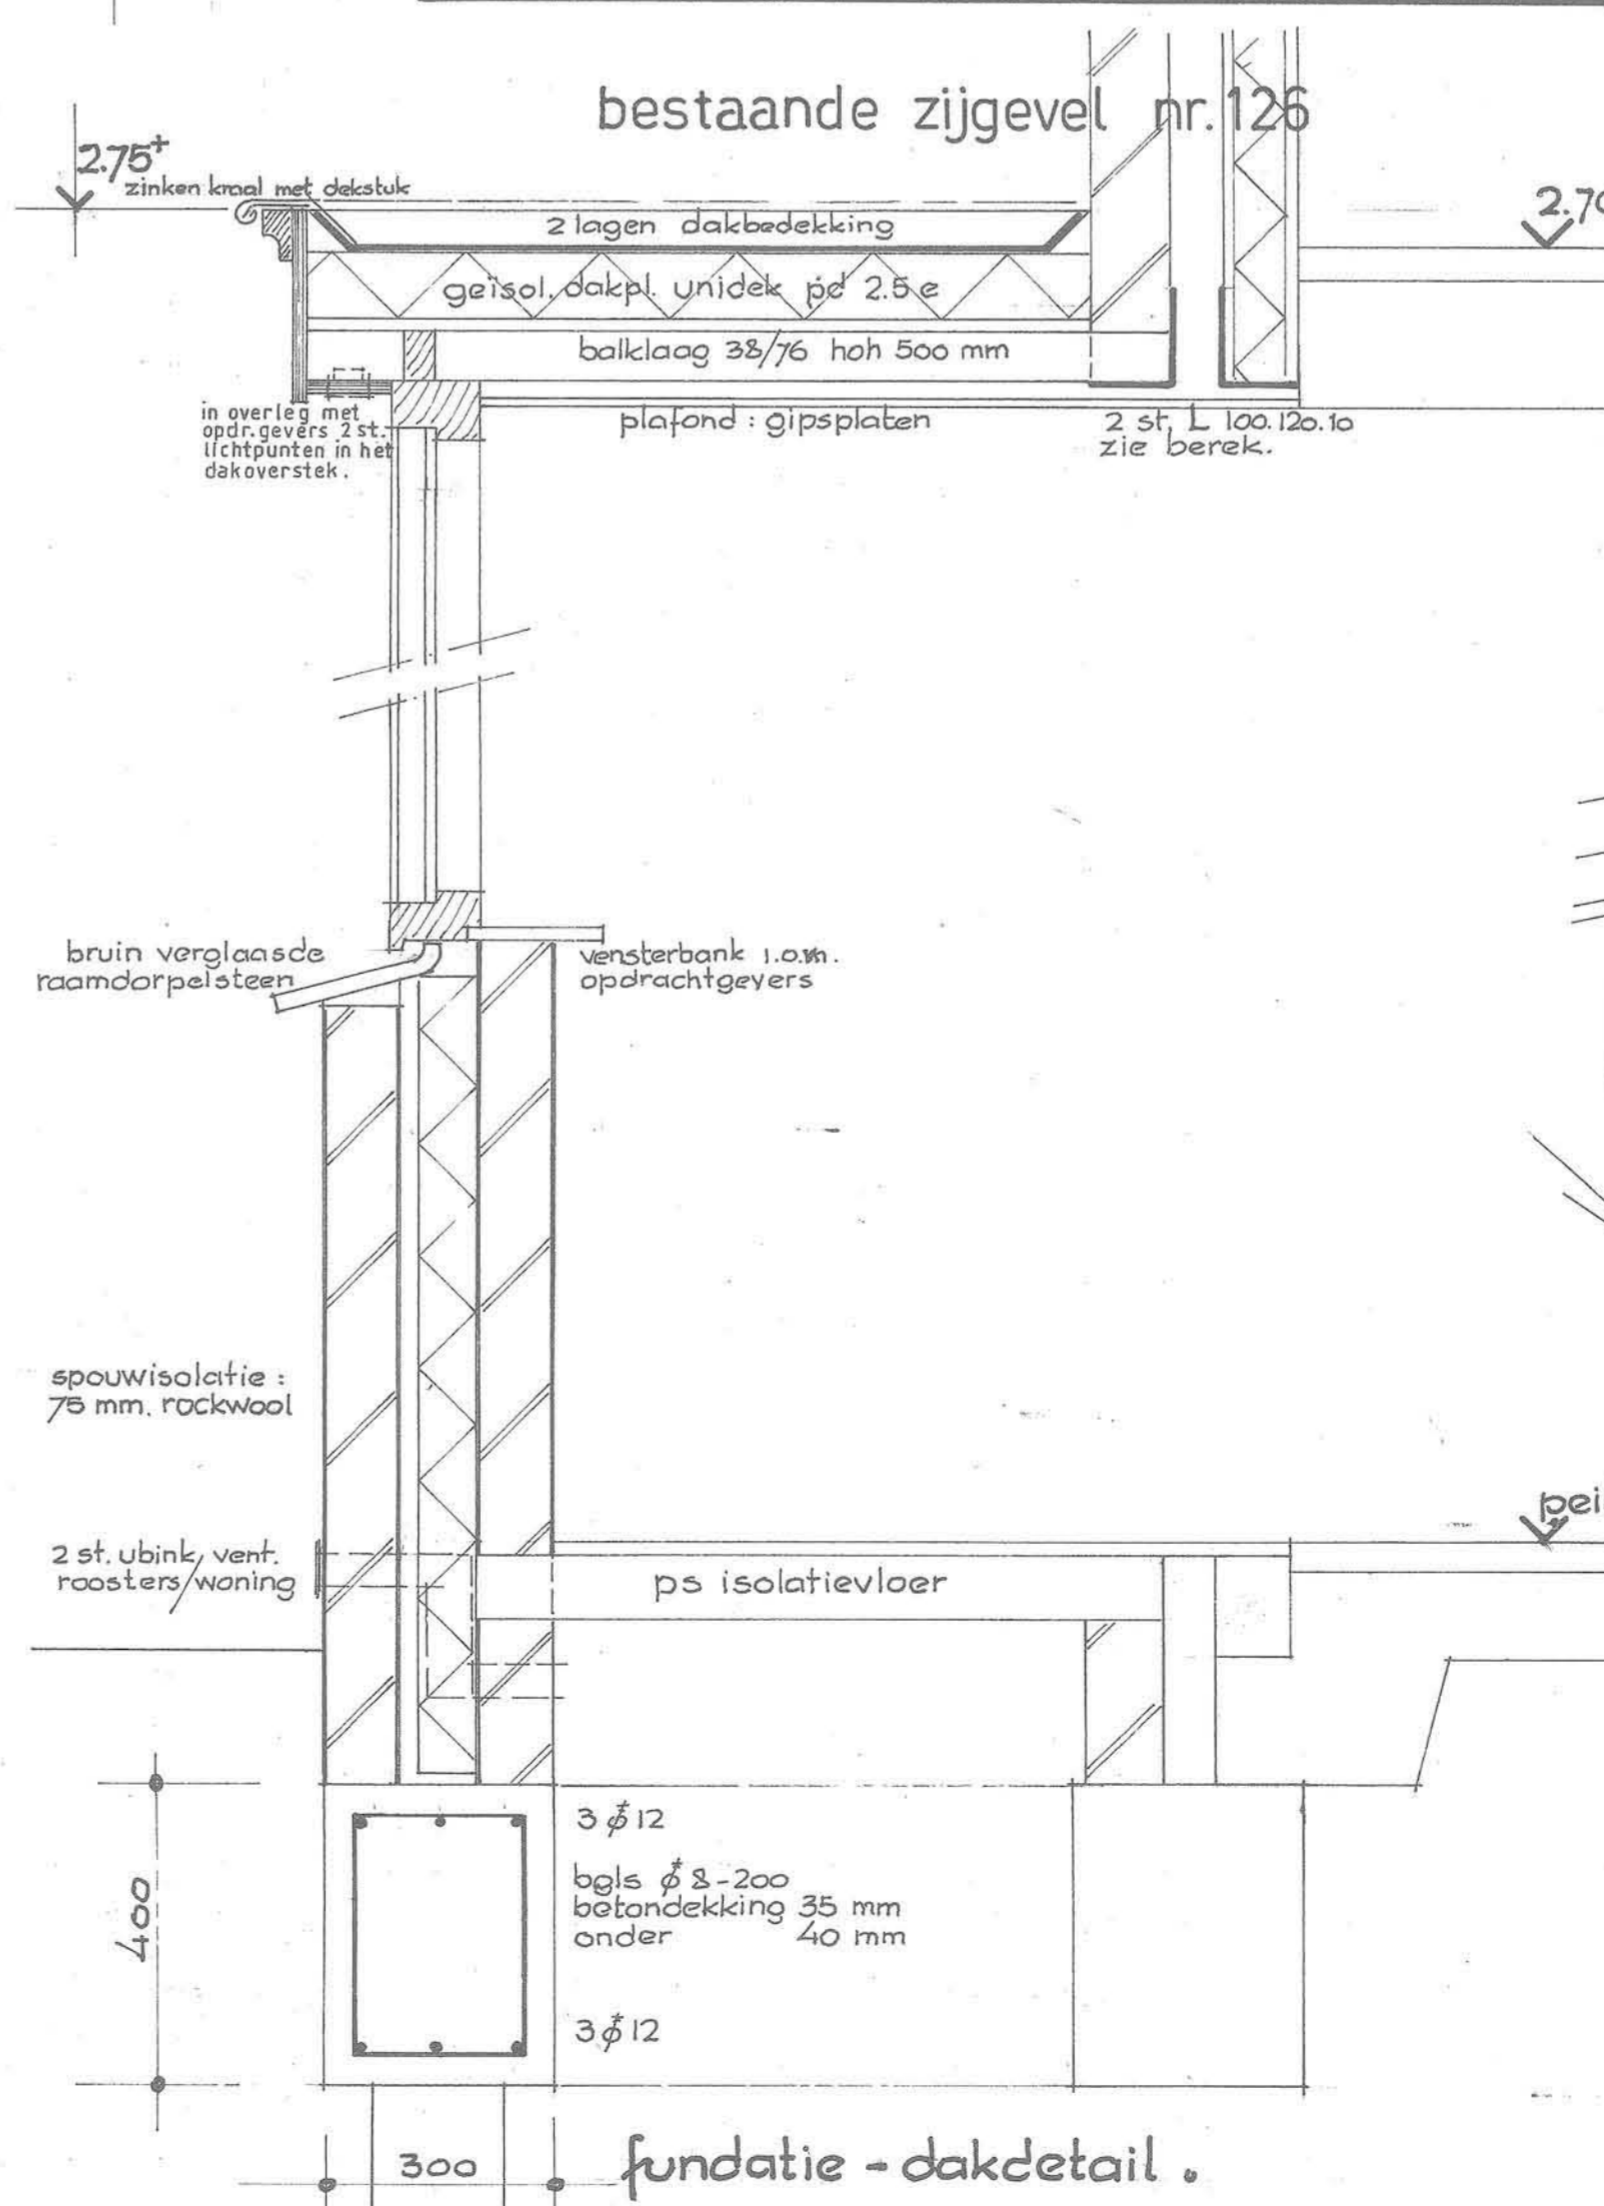 bestaande zijgevel nr. 126
2.75+
zinken kraal met dekstuk
2.70
2 lagen dakbedekking
geïsol. dakpl. unidek pd 2.5 e
balklaag 38/76 hoh 500 mm
in overleg met
opdr.gevers 2 st.
lichtpunten in het
dakoverstek.
plafond : gipsplaten
2 st. L 100.120.10
zie berek.
bruin verglaasde
raamdorpelsteen
vensterbank i.o.m.
opdrachtgevers
spouwisolatie :
75 mm. rockwool
pei
2 st. ubink vent.
roosters/woning
ps isolatievloer
3 ϕ 12
bgls ϕ 8-200
betondekking 35 mm
onder 40 mm
400
3 ϕ 12
300
fundatie - dakdetail .